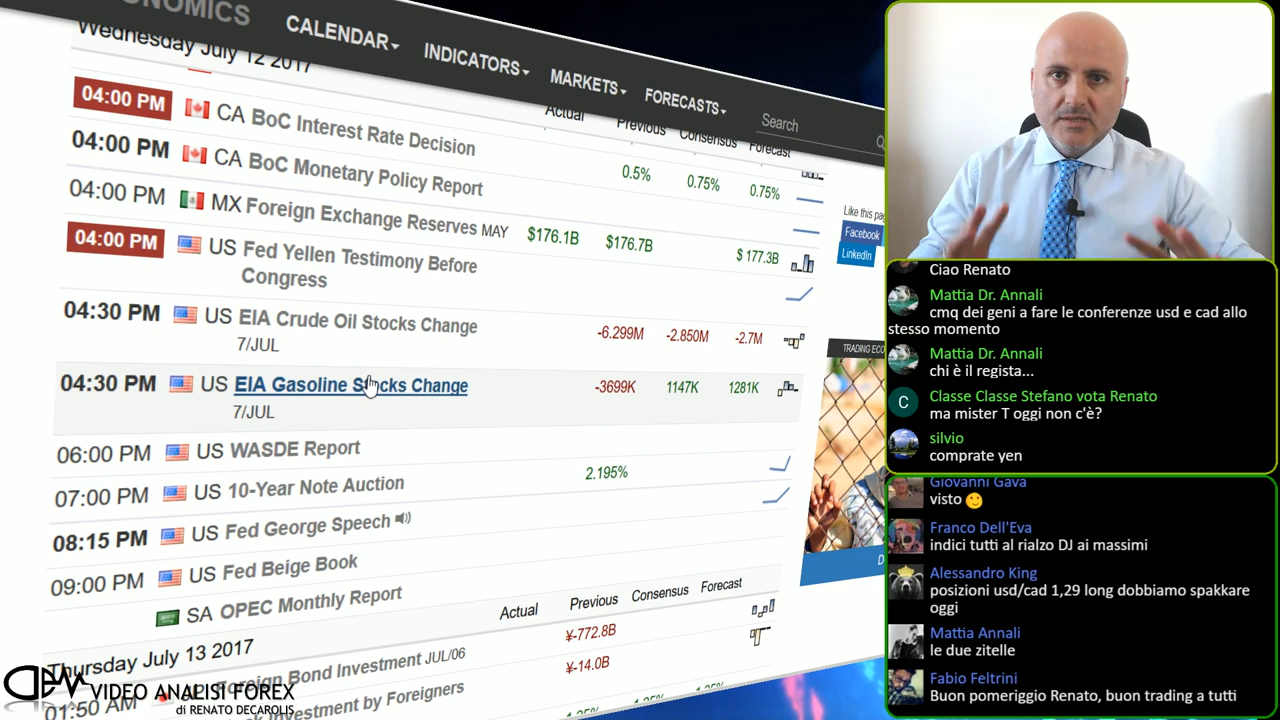 ONOMICS
CALENDAR
INDICATORS
MARKETS
FORECASTS
Search
Wednesday July 12 2017
Actual
Previous
Consensus
Forecast
04:00 PM CA BoC Interest Rate Decision 0.5% 0.75% 0.75%
04:00 PM CA BoC Monetary Policy Report
04:00 PM MX Foreign Exchange Reserves MAY $176.1B $176.7B $ 177.3B
04:00 PM US Fed Yellen Testimony Before
Congress
04:30 PM US EIA Crude Oil Stocks Change -6.299M -2.850M -2.7M
7/JUL
04:30 PM US EIA Gasoline Stocks Change -3699K 1147K 1281K
7/JUL
06:00 PM US WASDE Report
07:00 PM US 10-Year Note Auction 2.195%
08:15 PM US Fed George Speech
09:00 PM US Fed Beige Book
SA OPEC Monthly Report
Thursday July 13 2017 Actual Previous Consensus Forecast
Foreign Bond Investment JUL/06 ¥-772.8B
01:50 AM Investment by Foreigners ¥-14.0B
Like this pag
Facebook
LinkedIn
TRADING ECO
D
VIDEO ANALISI FOREX
di RENATO DECAROLIS
Ciao Renato
Mattia Dr. Annali
cmq dei geni a fare le conferenze usd e cad allo
stesso momento
Mattia Dr. Annali
chi è il regista...
C
Classe Classe Stefano vota Renato
ma mister T oggi non c'è?
silvio
comprate yen
Giovanni Gava
visto
Franco Dell'Eva
indici tutti al rialzo DJ ai massimi
Alessandro King
posizioni usd/cad 1,29 long dobbiamo spakkare
oggi
Mattia Annali
le due zitelle
Fabio Feltrini
Buon pomeriggio Renato, buon trading a tutti